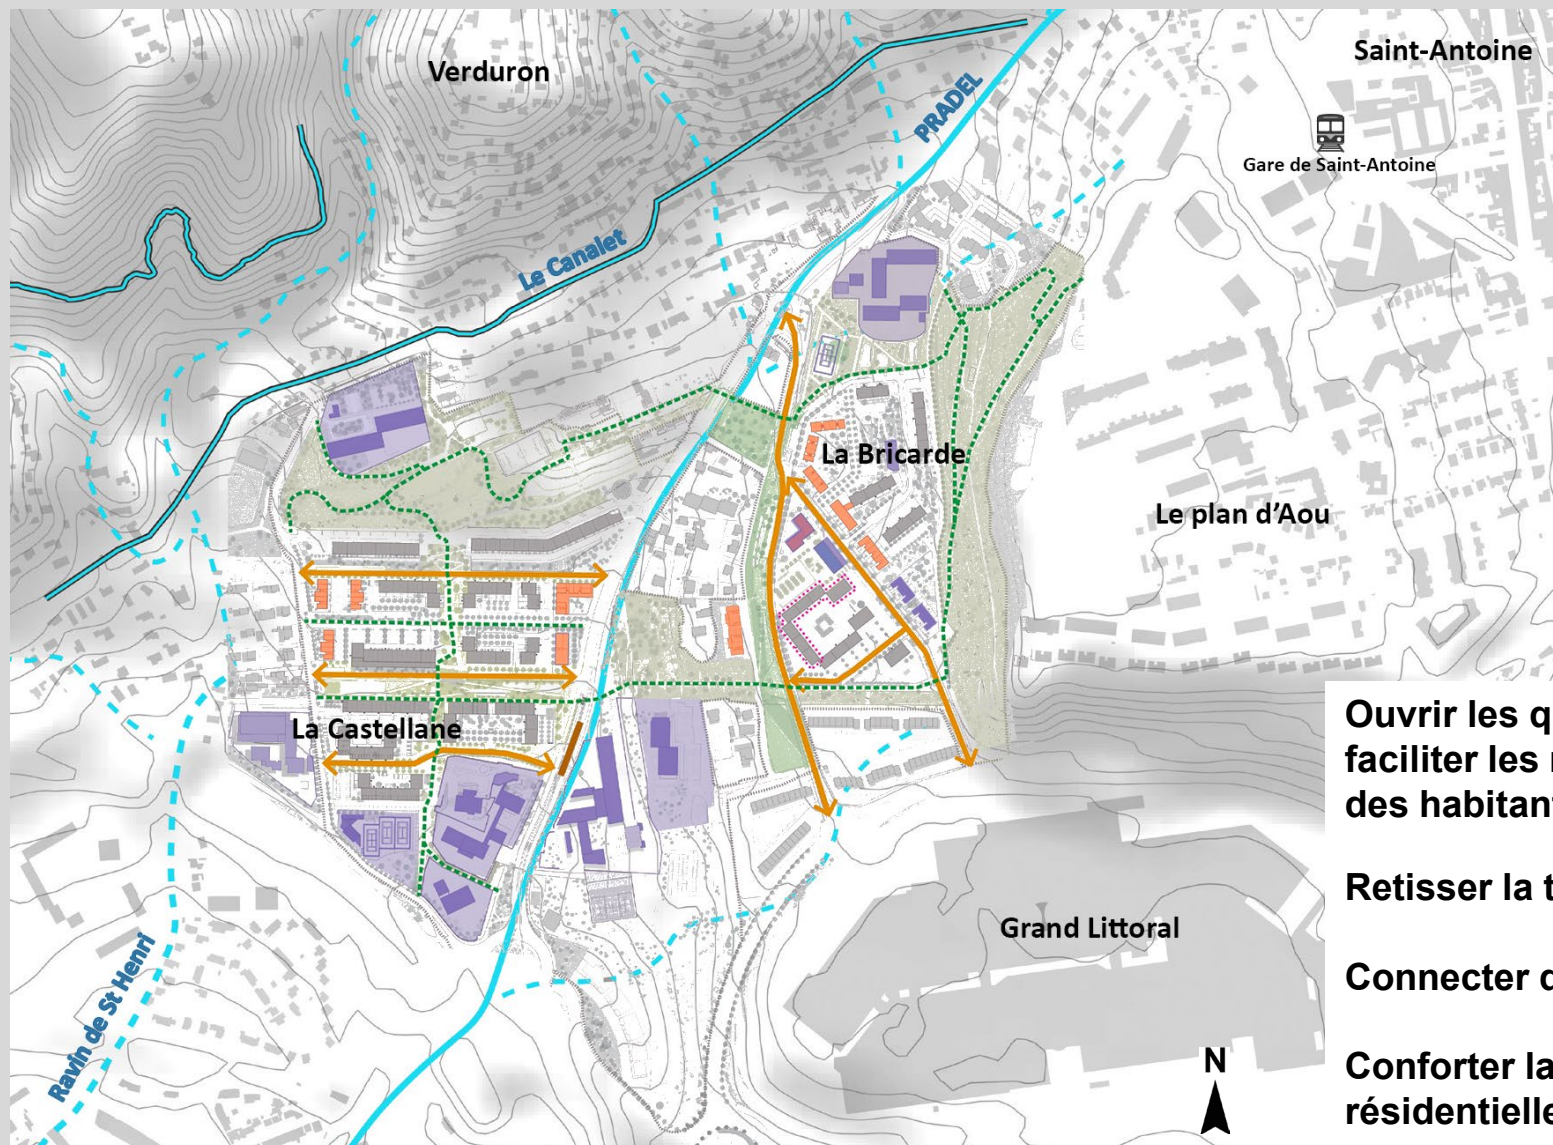 Verduron
Saint-Antoine
PRADEL
Gare de Saint-Antoine
Le Canalet
La Bricarde
Le plan d'Aou
La Castellane
Ouvrir les q
faciliter les
des habitan
Retisser la
Grand Littoral
Connecter
Ravin de St Henri
N
Conforter la
résidentielle